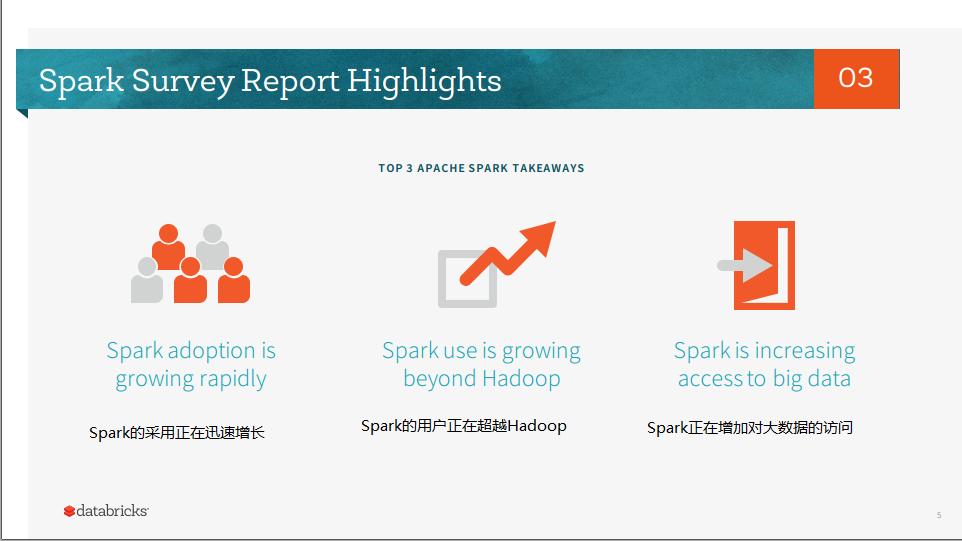 Spark Survey Report Highlights
03
TOP 3 APACHE SPARK TAKEAWAYS
Spark adoption is
growing rapidly
Spark的采用正在迅速增长
Spark use is growing
beyond Hadoop
Spark的用户正在超越Hadoop
Spark is increasing
access to big data
Spark正在增加对大数据的访问
databricks
5